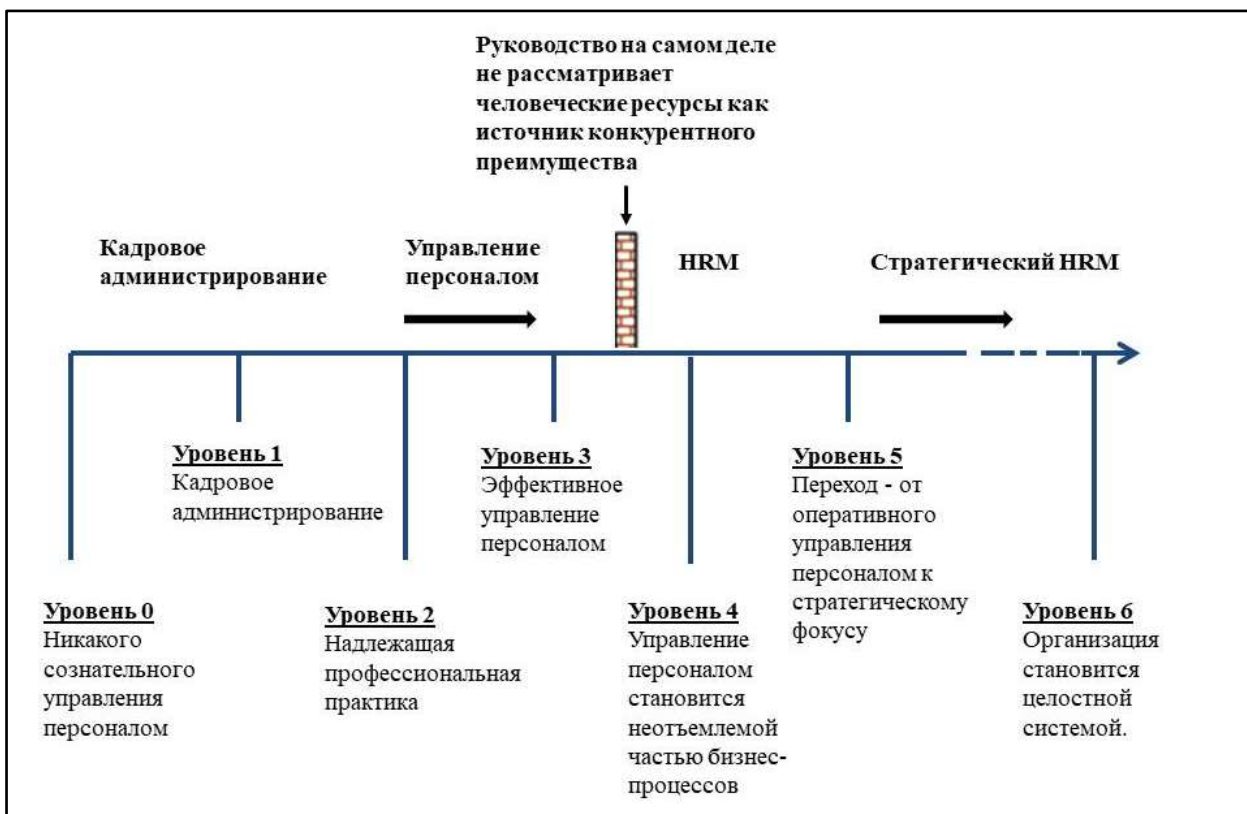 Руководство на самом деле
не рассматривает
человеческие ресурсы как
источник конкурентного
преимущества
Кадровое
администрирование
Управление
персоналом
HRM
Стратегический HRM
Уровень 1
Кадровое
администрирование
Уровень 3
Эффективное
управление
персоналом
Уровень 5
Переход - от
оперативного
управления
персоналом к
стратегическому
фокусу
Уровень 0
Никакого
сознательного
управления
персоналом
Уровень 2
Надлежащая
профессиональная
практика
Уровень 4
Управление
персоналом
становится
неотъемлемой
частью бизнес-
процессов
Уровень 6
Организация
становится
целостной
системой.